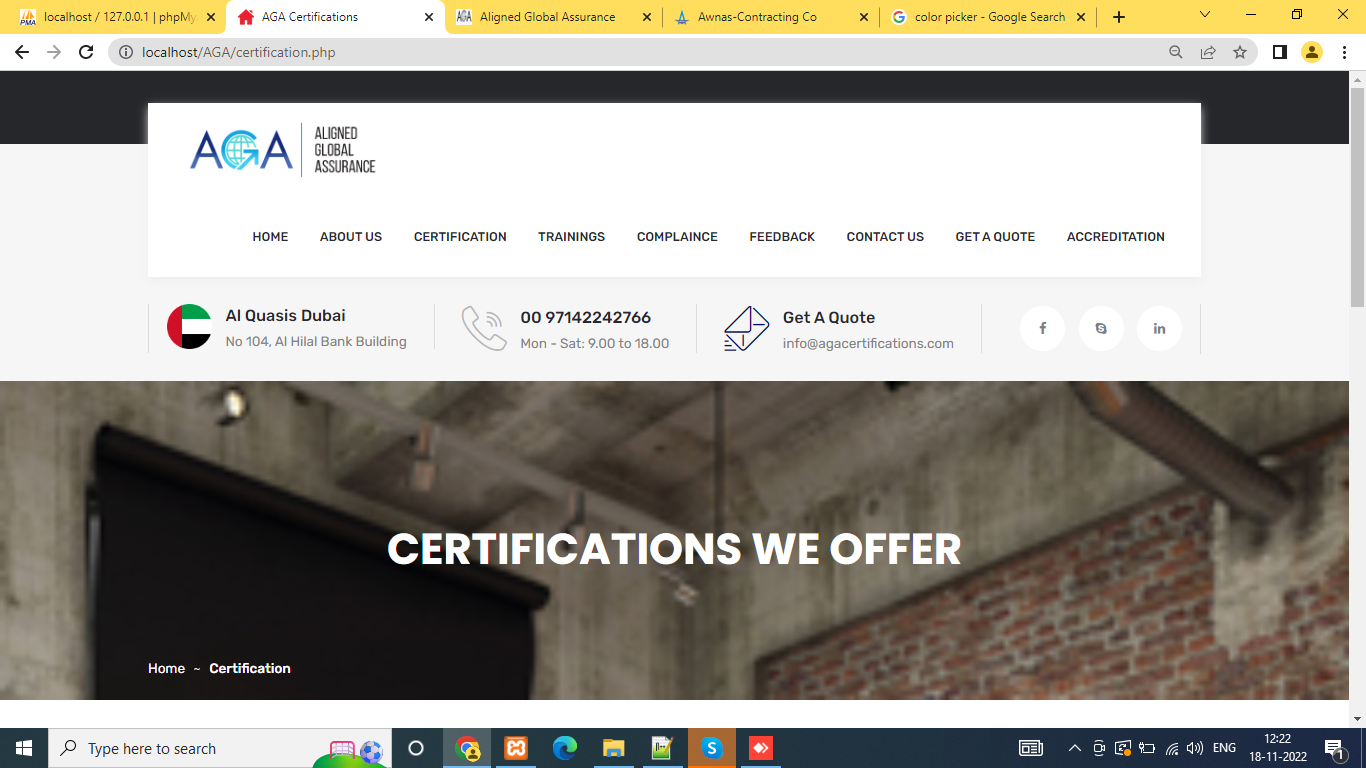 localhost / 127.0.0.1 | phpMy
AGA Certifications
Aligned Global Assurance
Awnas-Contracting Co
color picker - Google Search
localhost/AGA/certification.php
AGA
ALIGNED
GLOBAL
ASSURANCE
HOME ABOUT US CERTIFICATION TRAININGS COMPLAINCE FEEDBACK CONTACT US GET A QUOTE ACCREDITATION
Al Quasis Dubai
No 104, Al Hilal Bank Building
00 97142242766
Mon - Sat: 9.00 to 18.00
Get A Quote
info@agacertifications.com
CERTIFICATIONS WE OFFER
Home ~ Certification
Type here to search
ENG
12:22
18-11-2022
1